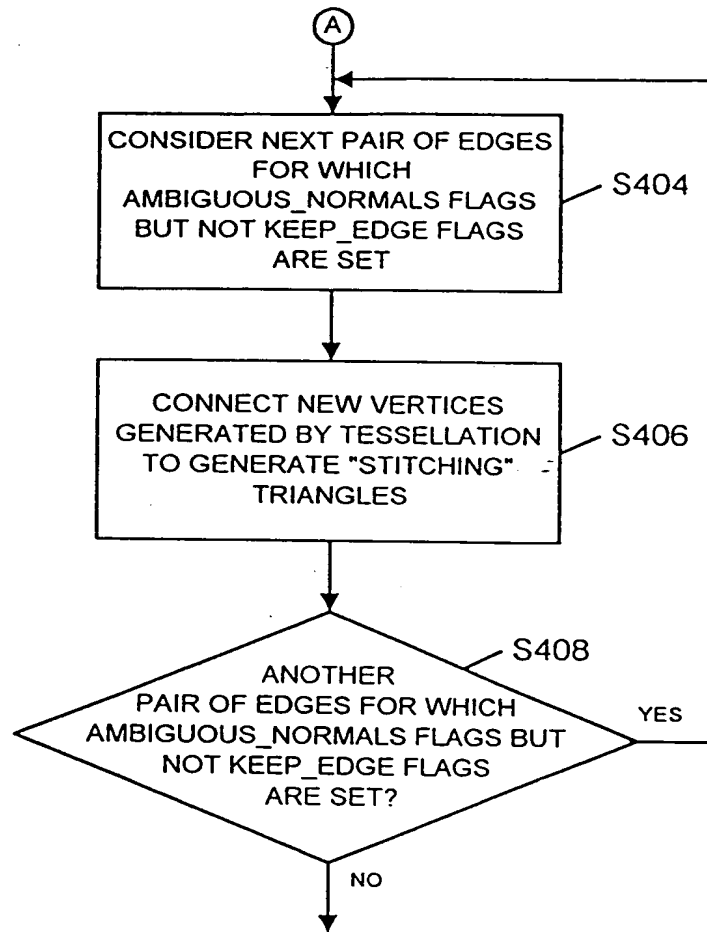 A
CONSIDER NEXT PAIR OF EDGES
FOR WHICH
AMBIGUOUS_NORMALS FLAGS
BUT NOT KEEP_EDGE FLAGS
ARE SET
S404
CONNECT NEW VERTICES
GENERATED BY TESSELLATION
TO GENERATE "STITCHING"
TRIANGLES
S406
S408
ANOTHER
PAIR OF EDGES FOR WHICH
AMBIGUOUS_NORMALS FLAGS BUT
NOT KEEP_EDGE FLAGS
ARE SET?
YES
NO